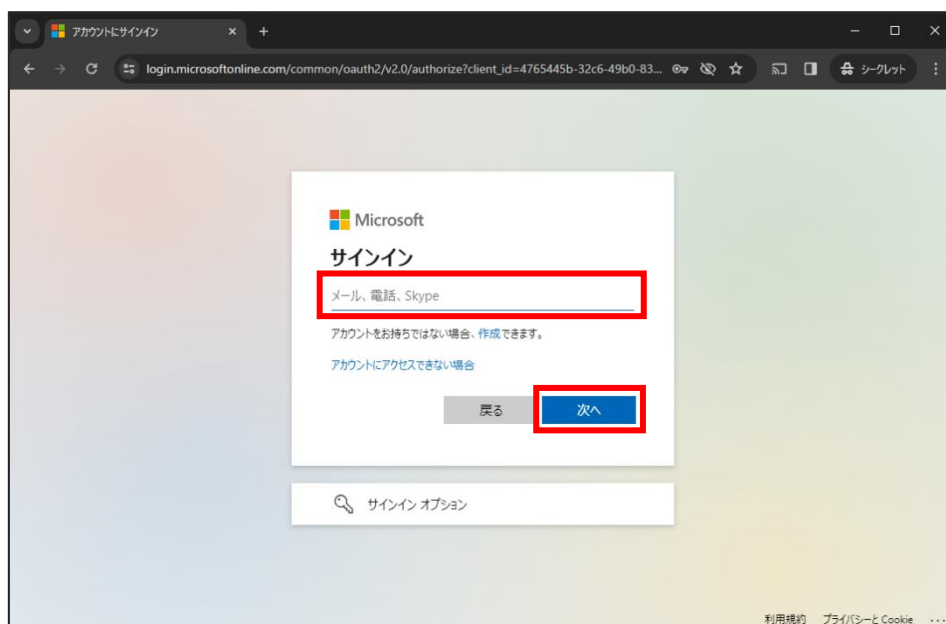 アカウントにサインイン
login.microsoftonline.com/common/oauth2/v2.0/authorize?client_id=4765445b-32c6-49b0-83...
シークレット
Microsoft
サインイン
メール、電話、Skype
アカウントをお持ちではない場合、作成できます。
アカウントにアクセスできない場合
戻る 次へ
サインイン オプション
利用規約 プライバシーと Cookie ...